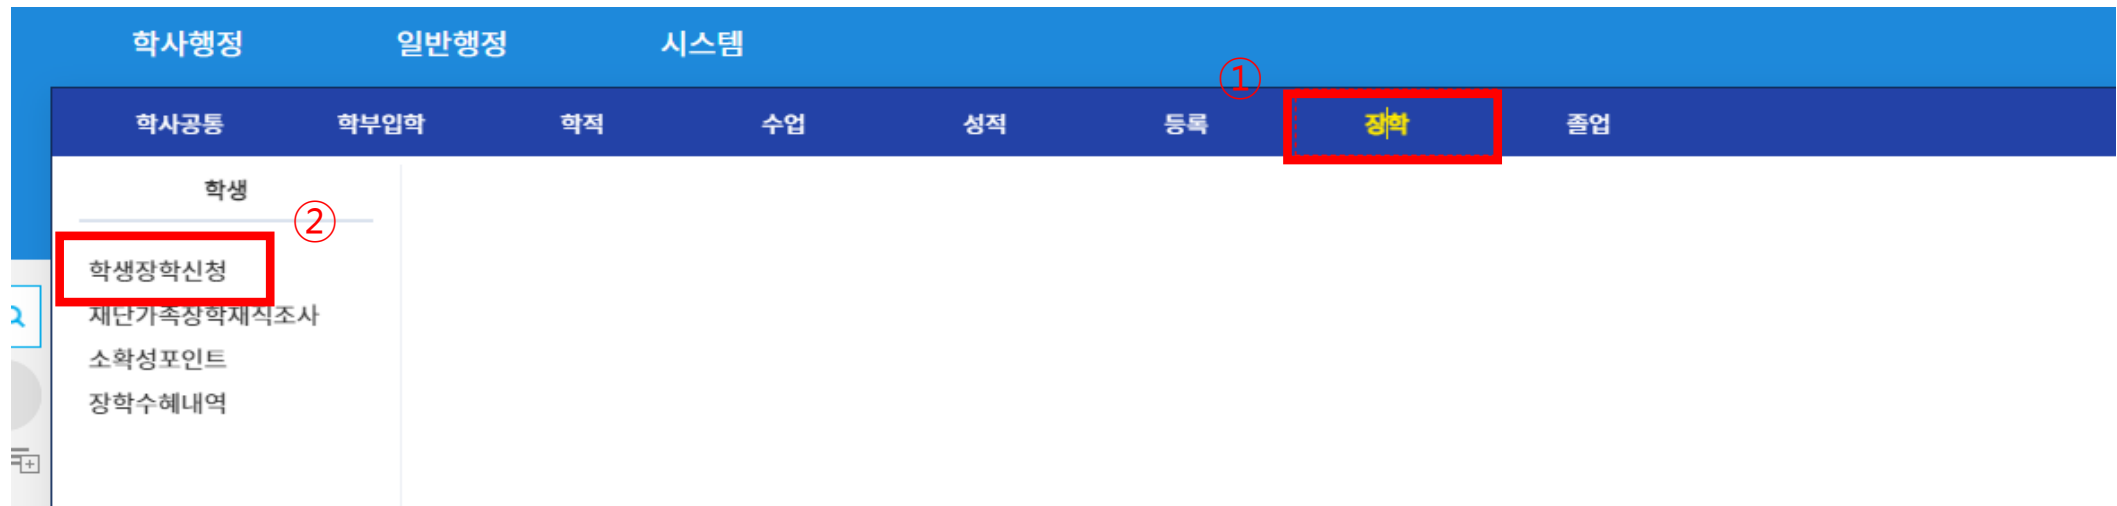 학사행정 일반행정 시스템
①
학사공통 학부입학 학적 수업 성적 등록 장학 졸업
학생
②
학생장학신청
재단가족장학재직조사
소확성포인트
장학수혜내역